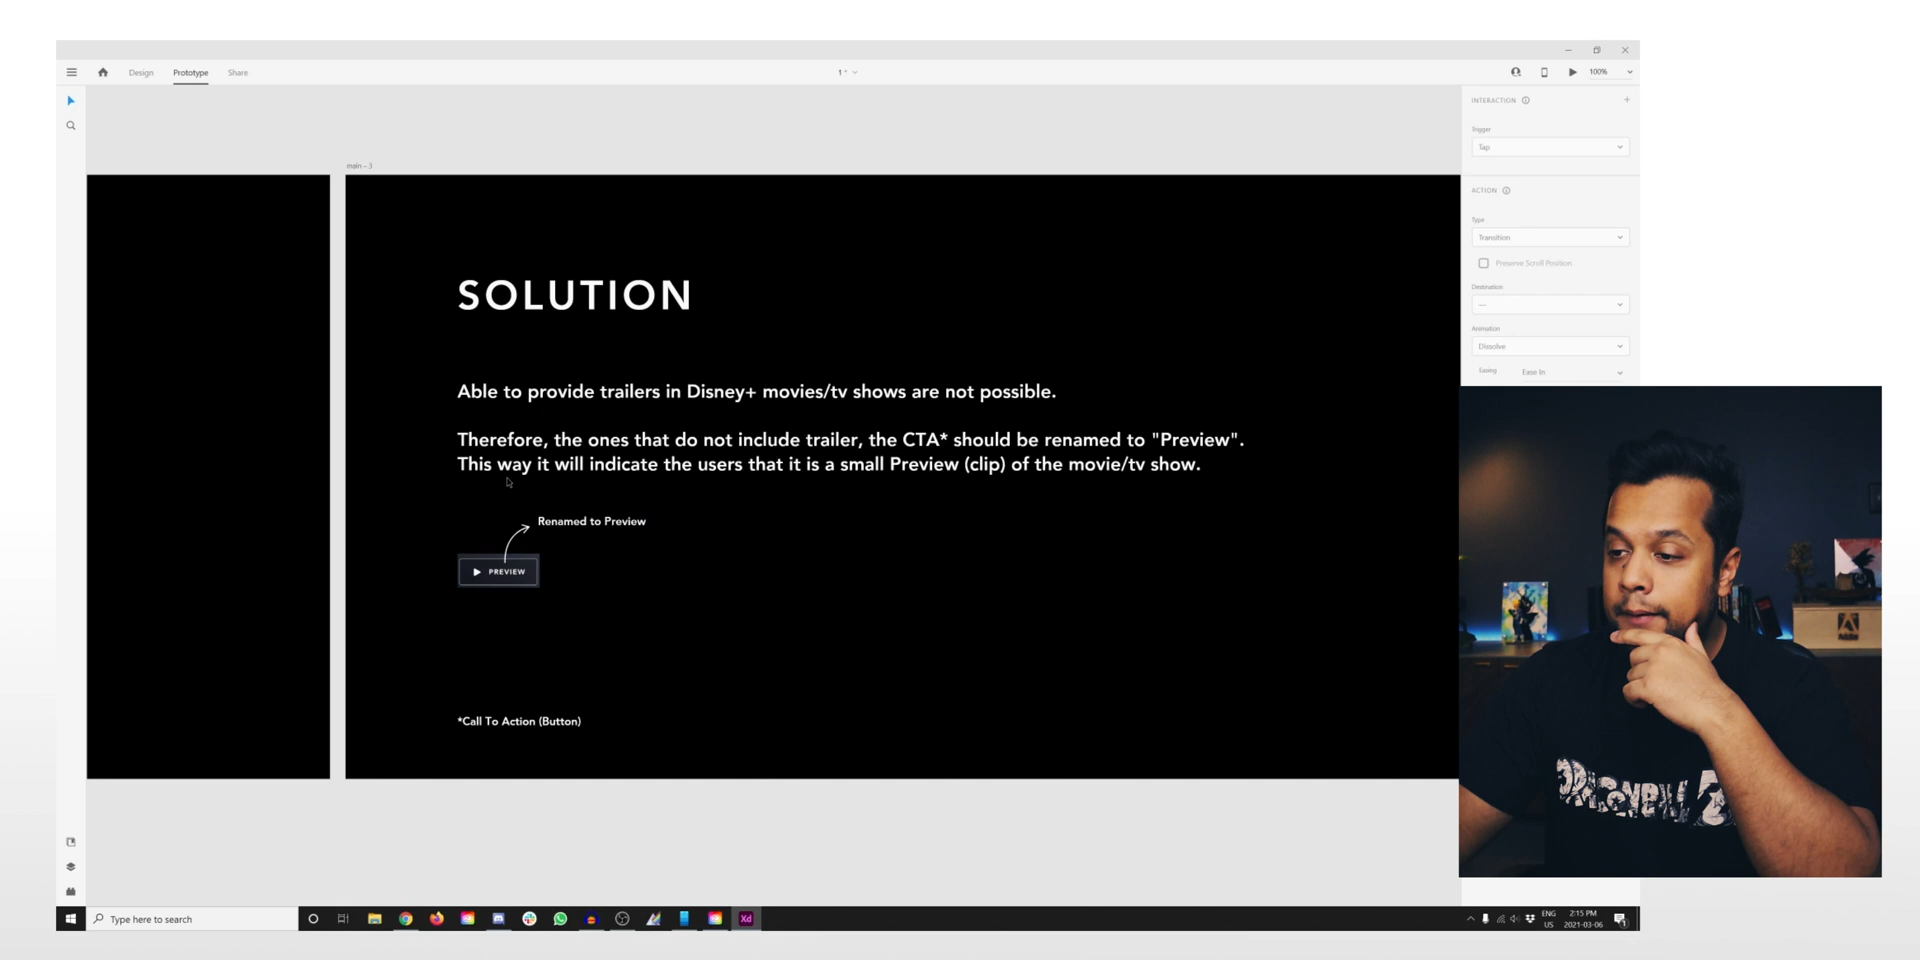 Design Prototype Share
1 *
100%
INTERACTION
Trigger
Tap
ACTION
Type
Transition
Preserve Scroll Position
Destination
—
Animation
Dissolve
Easing Ease In
main – 3
SOLUTION
Able to provide trailers in Disney+ movies/tv shows are not possible.
Therefore, the ones that do not include trailer, the CTA* should be renamed to "Preview".
This way it will indicate the users that it is a small Preview (clip) of the movie/tv show.
Renamed to Preview
PREVIEW
*Call To Action (Button)
Type here to search
Xd
ENG
US
2:15 PM
2021-03-06
1